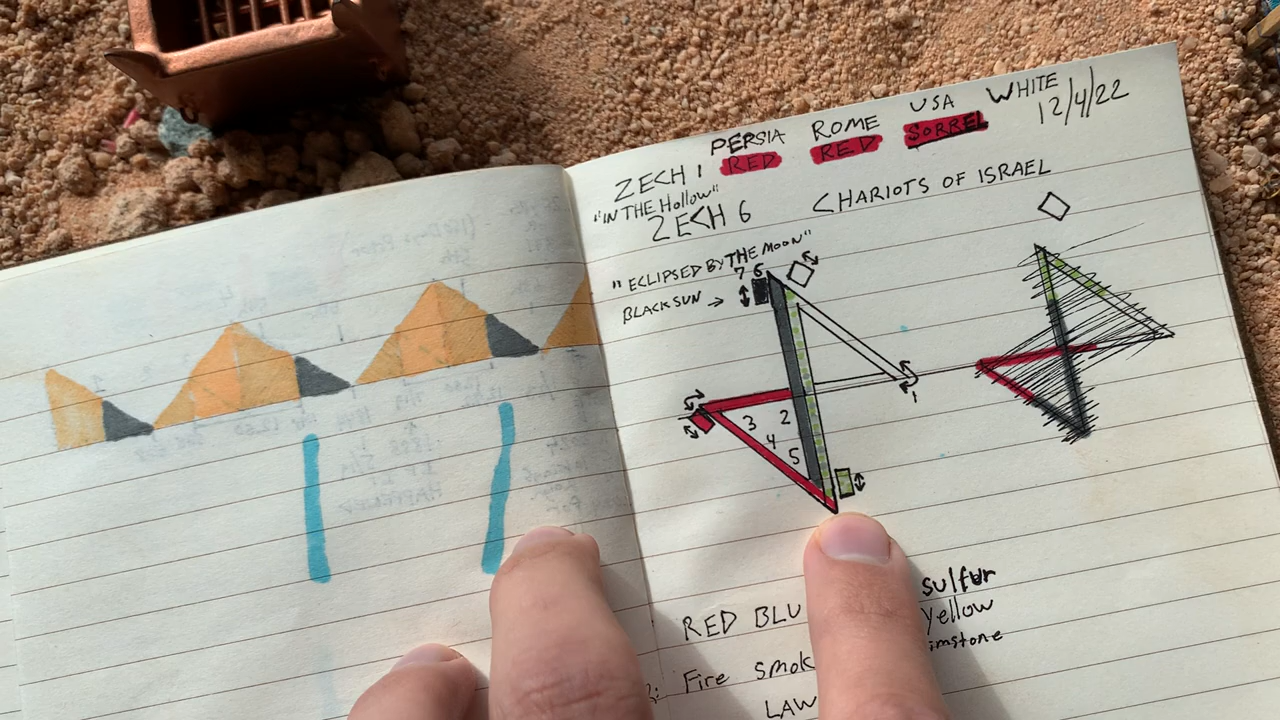 USA WHITE
PERSIA ROME 12/4/22
ZECH 1 RED RED SORREL
"IN THE HOLLOW"
ZECH 6 CHARIOTS OF ISRAEL
"ECLIPSED BY THE MOON"
7 6
BLACK SUN →
1
3 2
4
5
sulfur
RED BLU yellow
imstone
Fire smok
LAW